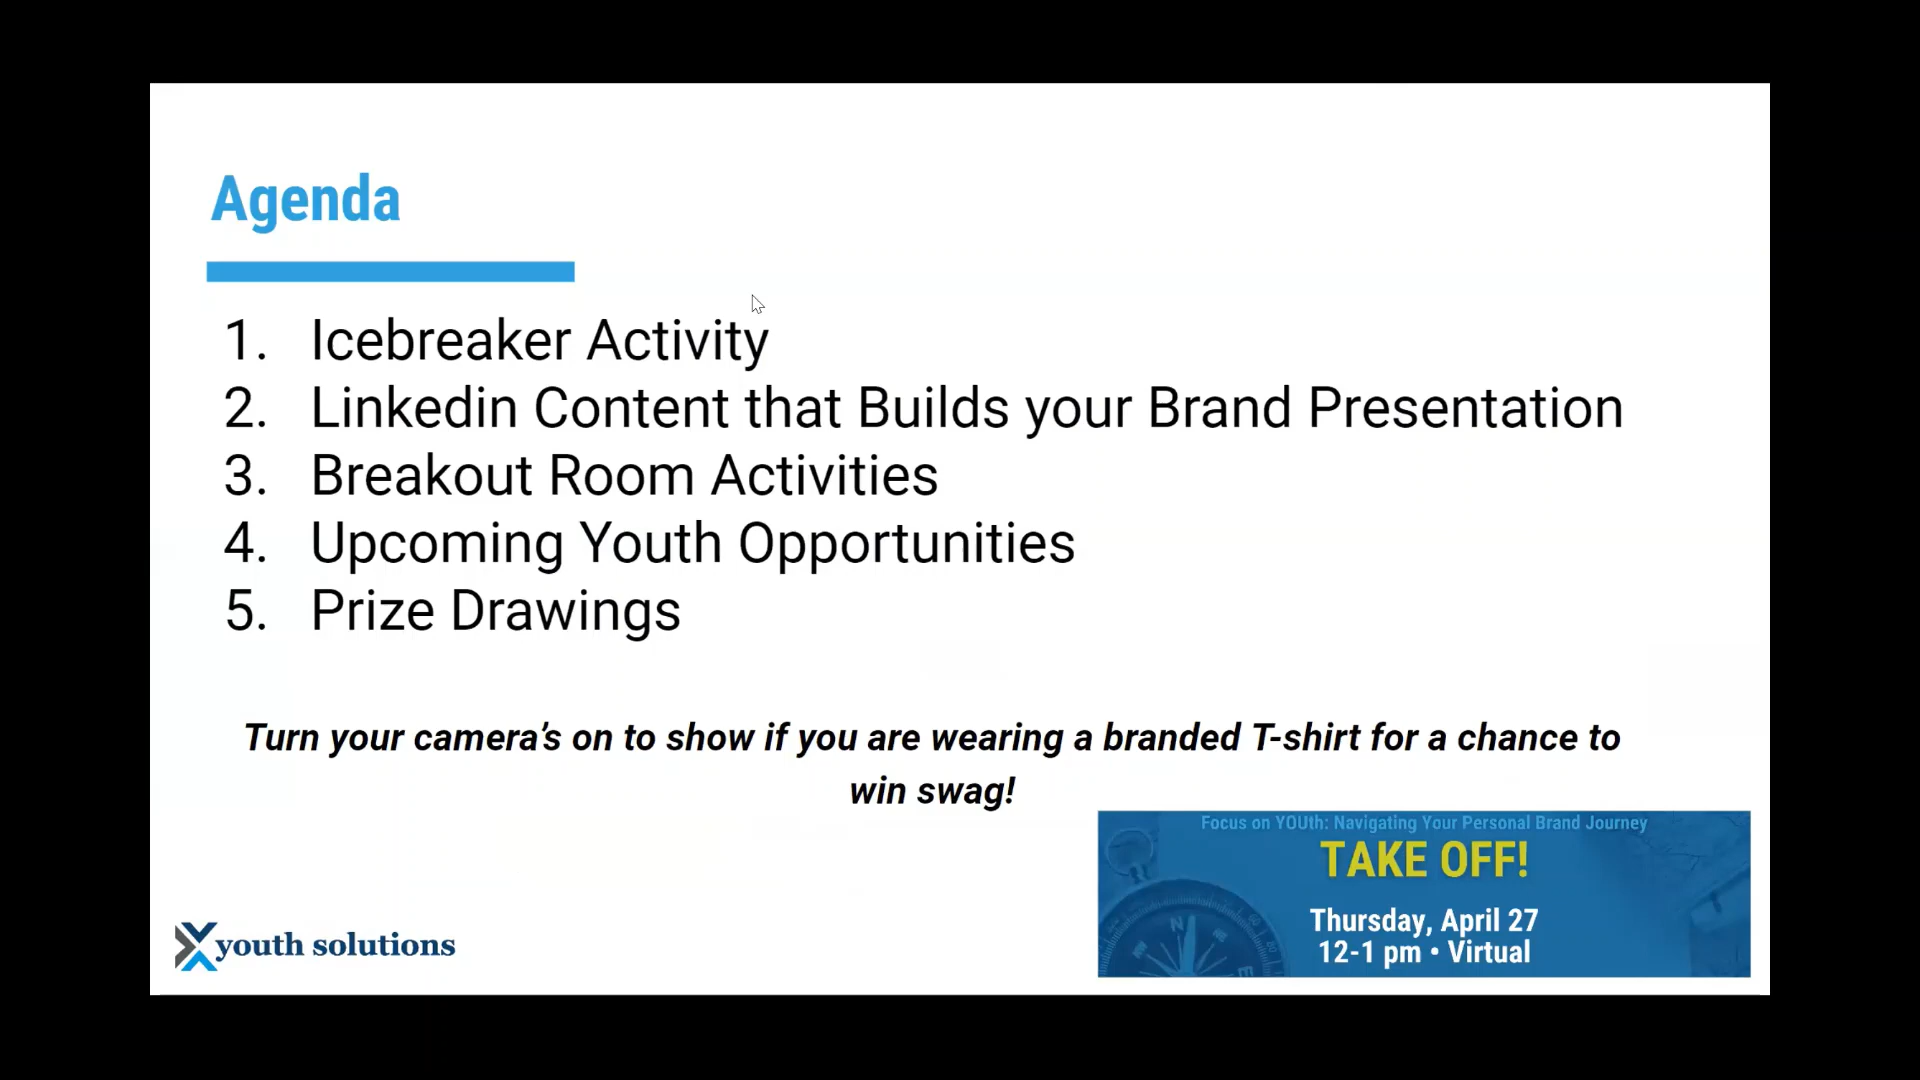 Agenda
1. Icebreaker Activity
2. Linkedin Content that Builds your Brand Presentation
3. Breakout Room Activities
4. Upcoming Youth Opportunities
5. Prize Drawings
Turn your camera's on to show if you are wearing a branded T-shirt for a chance to
win swag!
Focus on YOUth: Navigating Your Personal Brand Journey
TAKE OFF!
Thursday, April 27
12-1 pm • Virtual
N
E
youth solutions